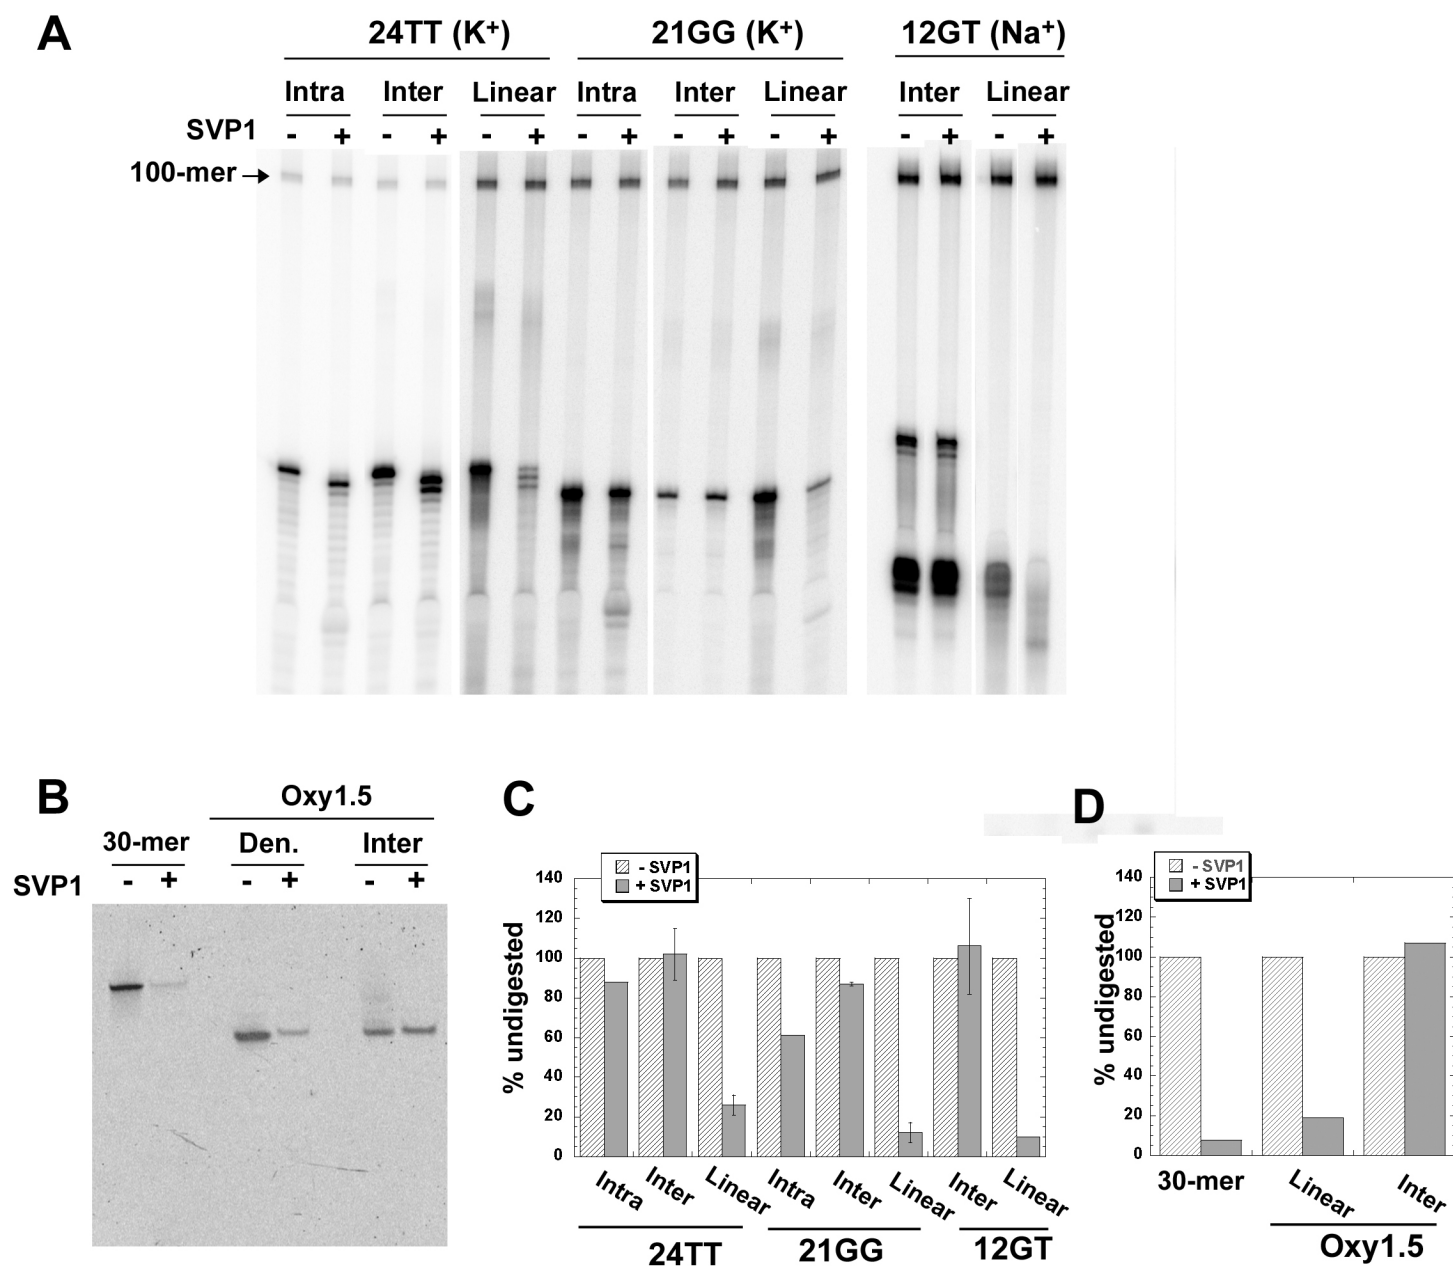 A
24TT (K+) 21GG (K+) 12GT (Na+)
Intra Inter Linear Intra Inter Linear Inter Linear
SVP1 - + - + - + - + - + - + - + - +
100-mer
B
Oxy1.5
30-mer Den. Inter
SVP1 - + - + - +
C
- SVP1
+ SVP1
% undigested
140
120
100
80
60
40
20
0
Intra Inter Linear Intra Inter Linear Inter Linear
24TT 21GG 12GT
D
- SVP1
+ SVP1
% undigested
140
120
100
80
60
40
20
0
30-mer Linear Inter
Oxy1.5